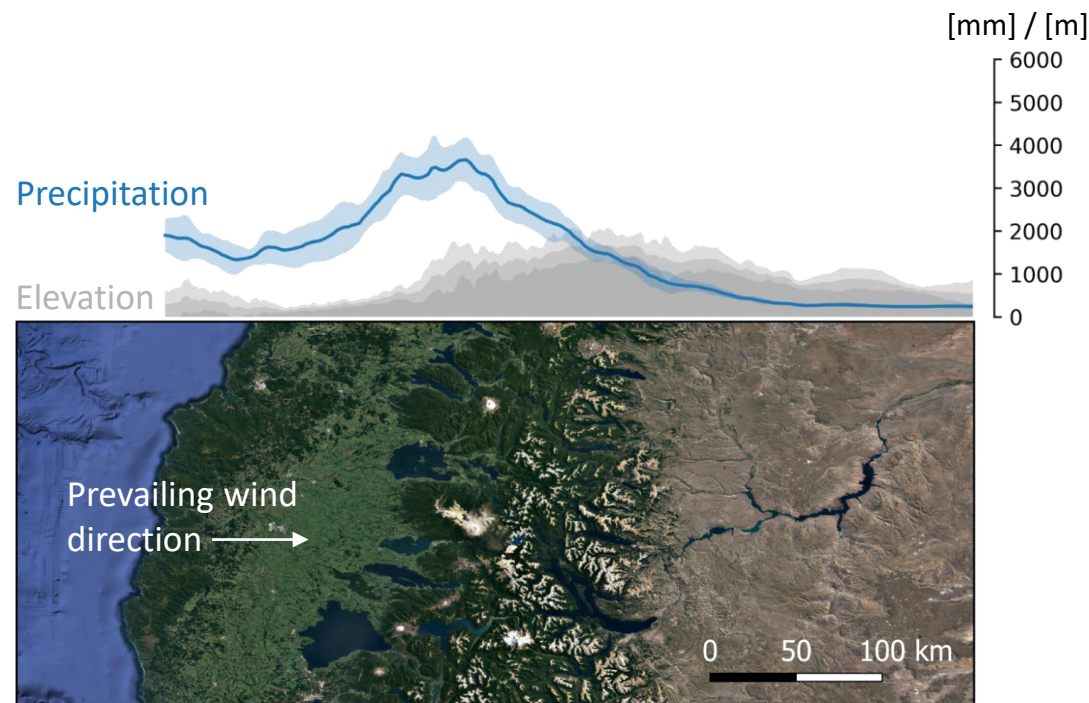 [mm] / [m]
6000
5000
4000
3000
2000
1000
0
Precipitation
Elevation
Prevailing wind
direction
0 50 100 km